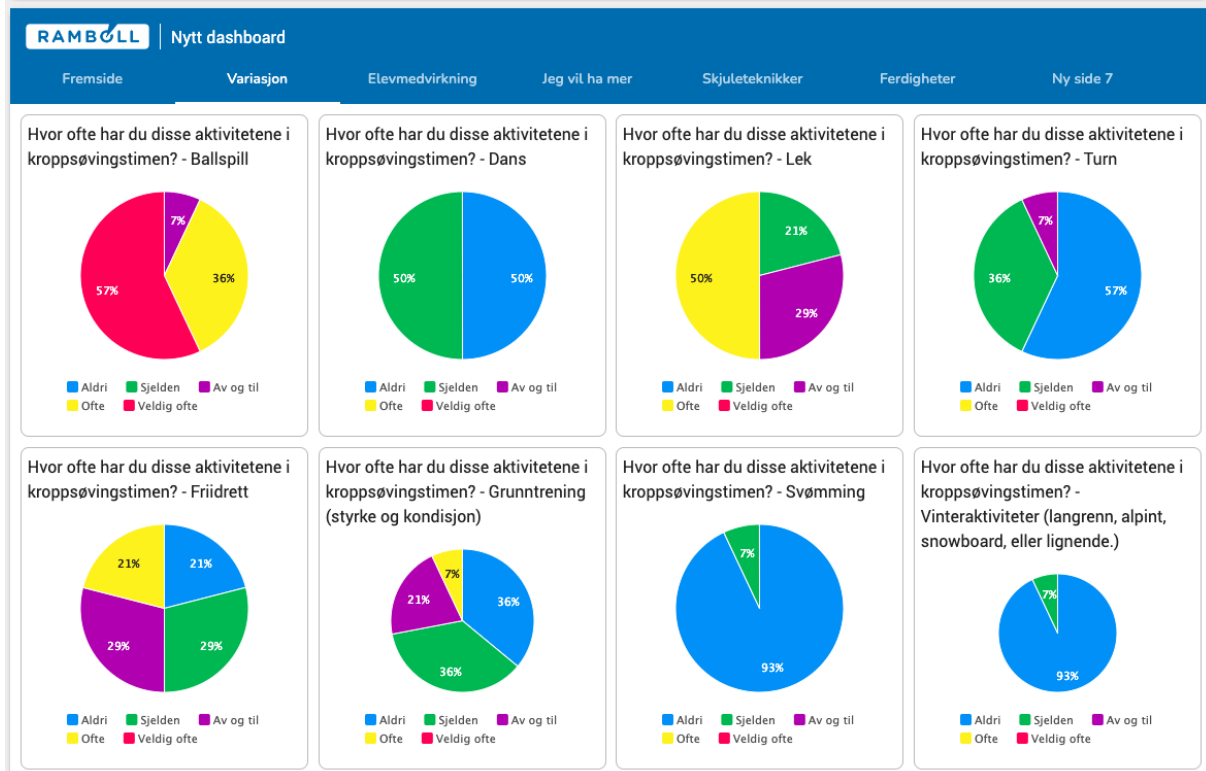 RAMBOLL
Nytt dashboard
Fremside
Variasjon
Elevmedvirkning
Jeg vil ha mer
Skjuleteknikker
Ferdigheter
Ny side 7
Hvor ofte har du disse aktivitetene i
kroppsøvingstimen? - Ballspill
7%
36%
57%
Aldri Sjelden Av og til
Ofte Veldig ofte
Hvor ofte har du disse aktivitetene i
kroppsøvingstimen? - Dans
50%
50%
Aldri Sjelden Av og til
Ofte Veldig ofte
Hvor ofte har du disse aktivitetene i
kroppsøvingstimen? - Lek
21%
50%
29%
Aldri Sjelden Av og til
Ofte Veldig ofte
Hvor ofte har du disse aktivitetene i
kroppsøvingstimen? - Turn
7%
36%
57%
Aldri Sjelden Av og til
Ofte Veldig ofte
Hvor ofte har du disse aktivitetene i
kroppsøvingstimen? - Friidrett
21%
21%
29%
29%
Aldri Sjelden Av og til
Ofte Veldig ofte
Hvor ofte har du disse aktivitetene i
kroppsøvingstimen? - Grunntrening
(styrke og kondisjon)
7%
21%
36%
36%
Aldri Sjelden Av og til
Ofte Veldig ofte
Hvor ofte har du disse aktivitetene i
kroppsøvingstimen? - Svømming
7%
93%
Aldri Sjelden Av og til
Ofte Veldig ofte
Hvor ofte har du disse aktivitetene i
kroppsøvingstimen? -
Vinteraktiviteter (langrenn, alpint,
snowboard, eller lignende.)
7%
93%
Aldri Sjelden Av og til
Ofte Veldig ofte